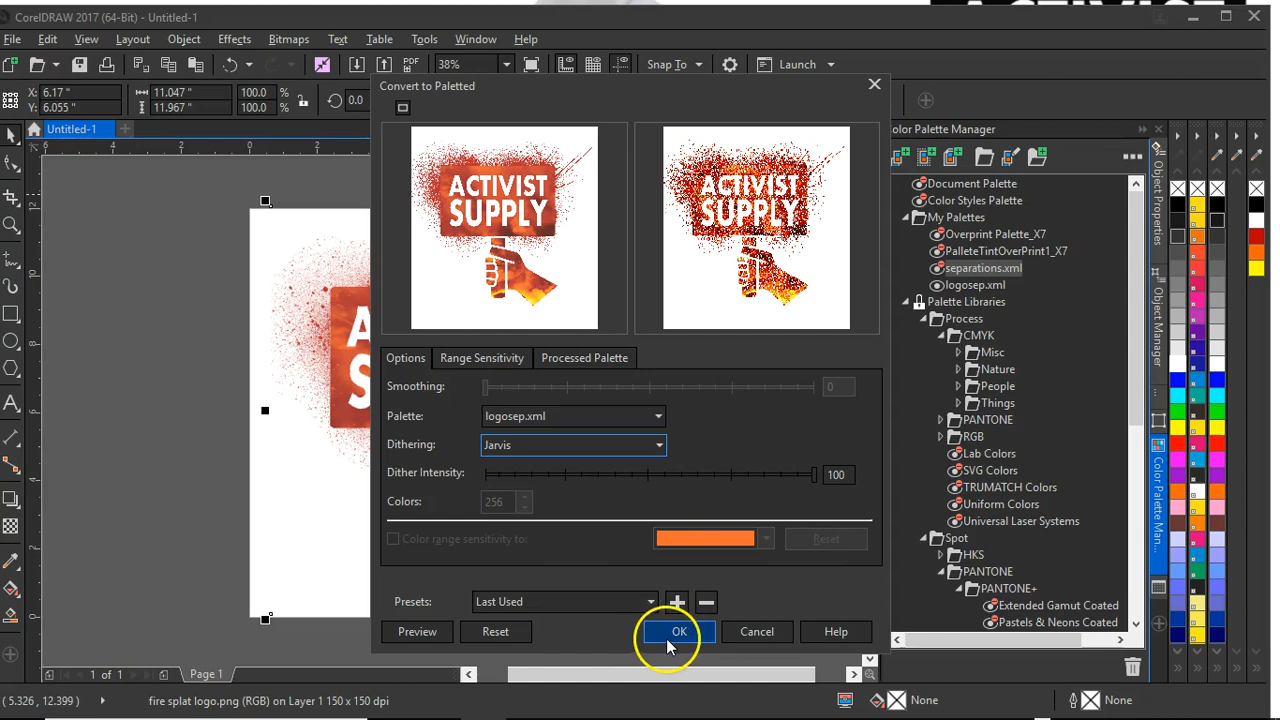 CorelDRAW 2017 (64-Bit) - Untitled-1
File Edit View Layout Object Effects Bitmaps Text Table Tools Window Help
PDF 38% Snap To Launch
X: 6.17 " 11.047 " 100.0 %
Y: 6.055 " 11.967 " 100.0 % 0.0
Untitled-1
Convert to Paletted
ACTIVIST
SUPPLY
ACTIVIST
SUPPLY
Options Range Sensitivity Processed Palette
Smoothing: 0
Palette: logosep.xml
Dithering: Jarvis
Dither Intensity: 100
Colors: 256
Color range sensitivity to: Reset
Presets: Last Used
Preview Reset OK Cancel Help
olor Palette Manager
Document Palette
Color Styles Palette
My Palettes
Overprint Palette_X7
PalleteTintOverPrint1_X7
separations.xml
logosep.xml
Palette Libraries
Process
CMYK
Misc
Nature
People
Things
PANTONE
RGB
Lab Colors
SVG Colors
TRUMATCH Colors
Uniform Colors
Universal Laser Systems
Spot
HKS
PANTONE
PANTONE+
Extended Gamut Coated
Pastels & Neons Coated
Object Properties
Object Manager
Color Palette Man...
1 of 1 Page 1
( 5.326 , 12.399 ) fire splat logo.png (RGB) on Layer 1 150 x 150 dpi None None